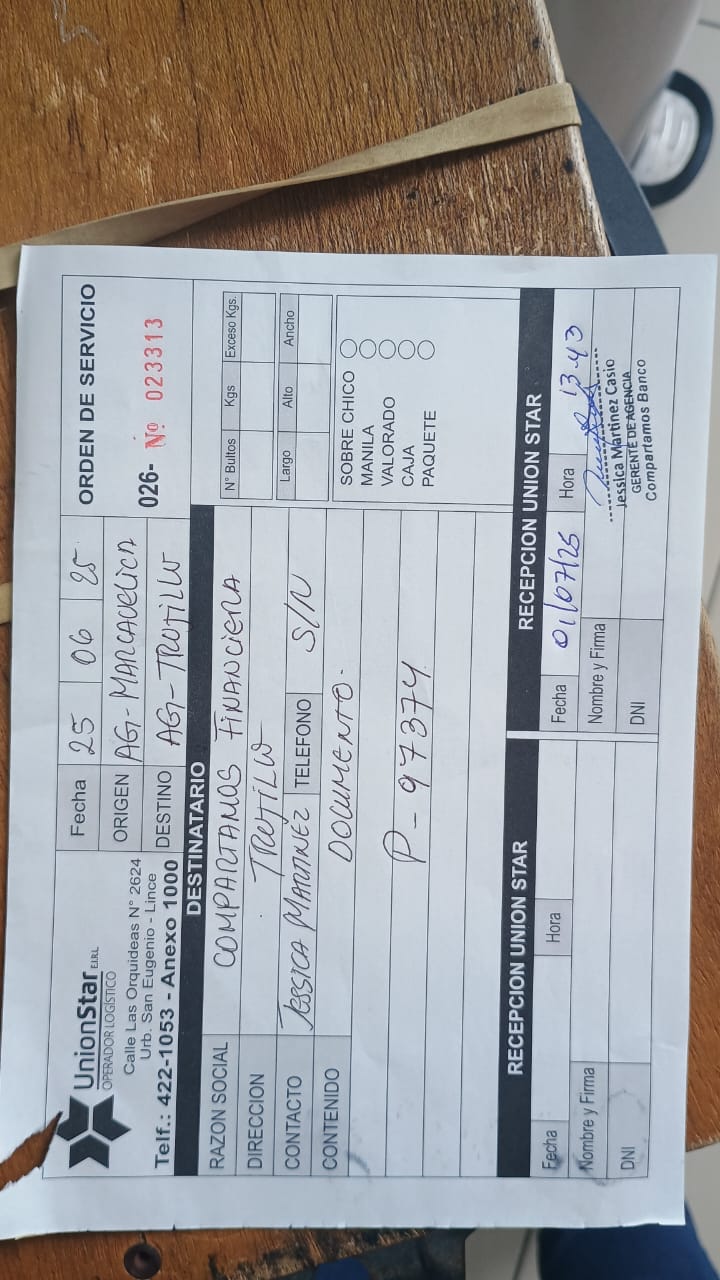 UnionStar E.I.R.L
OPERADOR LOGÍSTICO
Calle Las Orquideas N° 2624
Urb. San Eugenio - Lince
Telf.: 422-1053 - Anexo 1000
Fecha 25 06 25
ORIGEN AG- MARCAVELICA
DESTINO AG- TRUJILLO
ORDEN DE SERVICIO
026- No: 023313
DESTINATARIO
RAZON SOCIAL COMPARTAMOS FINANCIERA
DIRECCION TRUJILLO
CONTACTO JESSICA MARTINEZ TELEFONO S/N
CONTENIDO DOCUMENTO.
P-97374
N° Bultos Kgs Exceso Kgs.
Largo Alto Ancho
SOBRE CHICO
MANILA
VALORADO
CAJA
PAQUETE
RECEPCION UNION STAR
Fecha Hora
Nombre y Firma
DNI
RECEPCION UNION STAR
Fecha 01/07/25 Hora 13:43
Nombre y Firma
Jessica Martinez Casio
GERENTE DE AGENCIA
Compartamos Banco
DNI